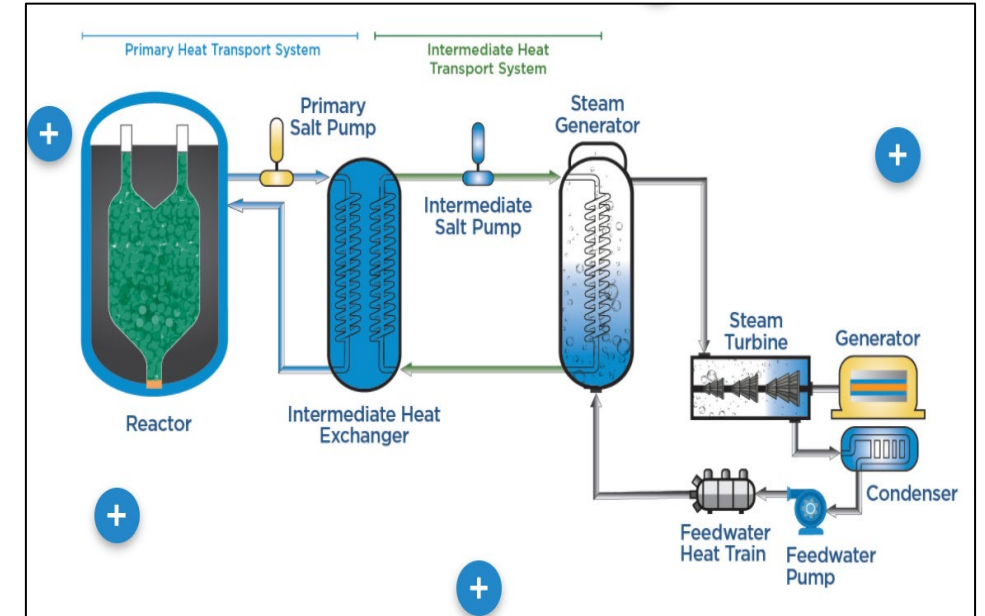 Primary Heat Transport System
Intermediate Heat
Transport System
Primary
Salt Pump
Steam
Generator
Intermediate
Salt Pump
Steam
Turbine
Generator
Reactor
Intermediate Heat
Exchanger
Condenser
Feedwater
Heat Train
Feedwater
Pump